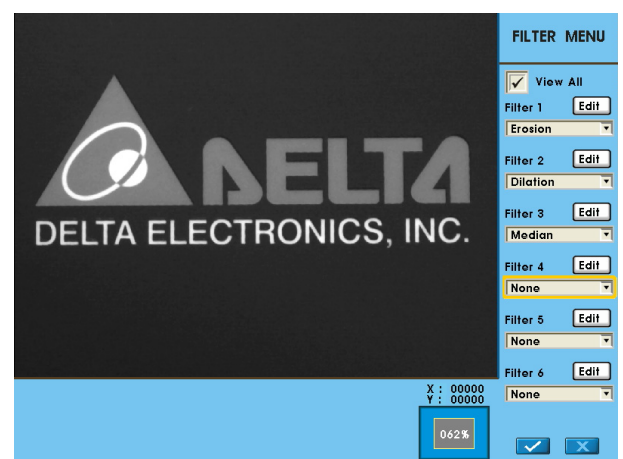 DELTA
DELTA ELECTRONICS, INC.
FILTER MENU
View All
Filter 1 Edit
Erosion
Filter 2 Edit
Dilation
Filter 3 Edit
Median
Filter 4 Edit
None
Filter 5 Edit
None
Filter 6 Edit
None
X : 00000
Y : 00000
062%